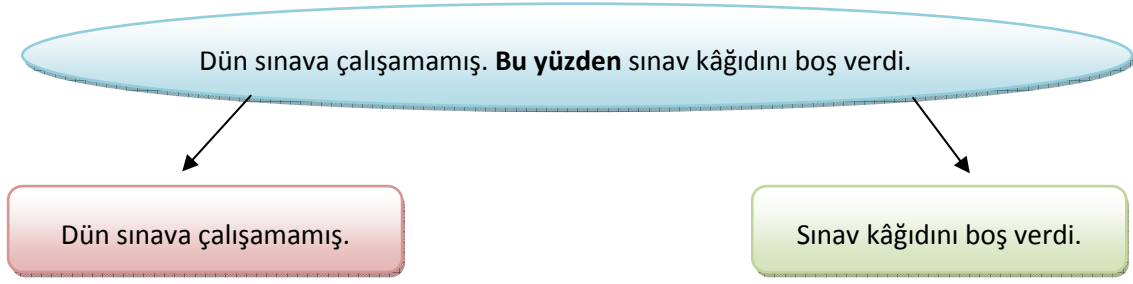 Dün sınava çalışamamış. Bu yüzden sınav kâğıdını boş verdi.
Dün sınava çalışamamış.
Sınav kâğıdını boş verdi.